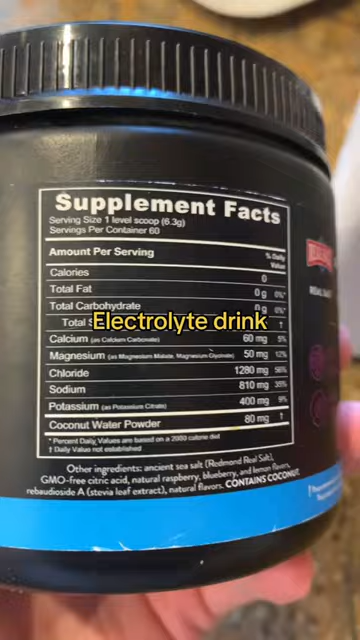 Supplement Facts
Serving Size 1 level scoop (6.3g)
Servings Per Container 60
Amount Per Serving % Daily Value
Calories 0
Total Fat 0 g 0%*
Total Carbohydrate 0 g 0%*
Total †
Electrolyte drink
Calcium (as Calcium Carbonate) 60 mg 5%
Magnesium (as Magnesium Malate, Magnesium Glycinate) 50 mg 12%
Chloride 1280 mg 56%
Sodium 810 mg 35%
Potassium (as Potassium Citrate) 400 mg 9%
Coconut Water Powder 80 mg †
* Percent Daily Values are based on a 2000 calorie diet
† Daily Value not established
Other ingredients: ancient sea salt (Redmond Real Salt),
GMO-free citric acid, natural raspberry, blueberry, and lemon flavors,
rebaudioside A (stevia leaf extract), natural flavors. CONTAINS COCONUT.